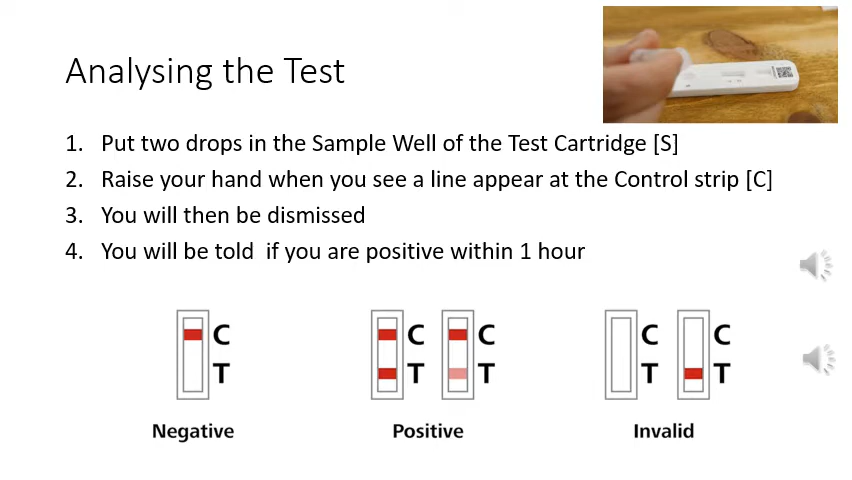 Analysing the Test
1. Put two drops in the Sample Well of the Test Cartridge [S]
2. Raise your hand when you see a line appear at the Control strip [C]
3. You will then be dismissed
4. You will be told  if you are positive within 1 hour
C C C C C
T T T T T
Negative Positive Invalid